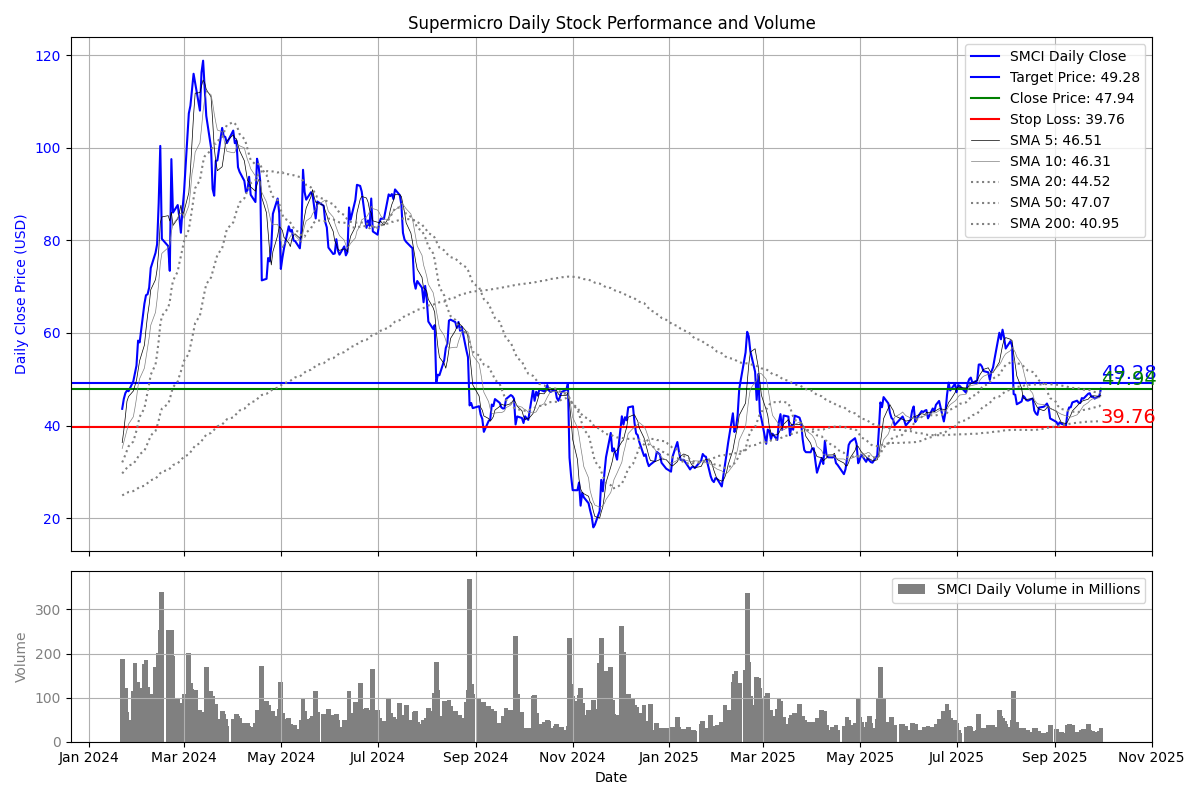 Supermicro Daily Stock Performance and Volume
Daily Close Price (USD)
120
100
80
60
40
20
SMCI Daily Close
Target Price: 49.28
Close Price: 47.94
Stop Loss: 39.76
SMA 5: 46.51
SMA 10: 46.31
SMA 20: 44.52
SMA 50: 47.07
SMA 200: 40.95
49.28
47.94
39.76
Volume
300
200
100
0
SMCI Daily Volume in Millions
Jan 2024 Mar 2024 May 2024 Jul 2024 Sep 2024 Nov 2024 Jan 2025 Mar 2025 May 2025 Jul 2025 Sep 2025 Nov 2025
Date